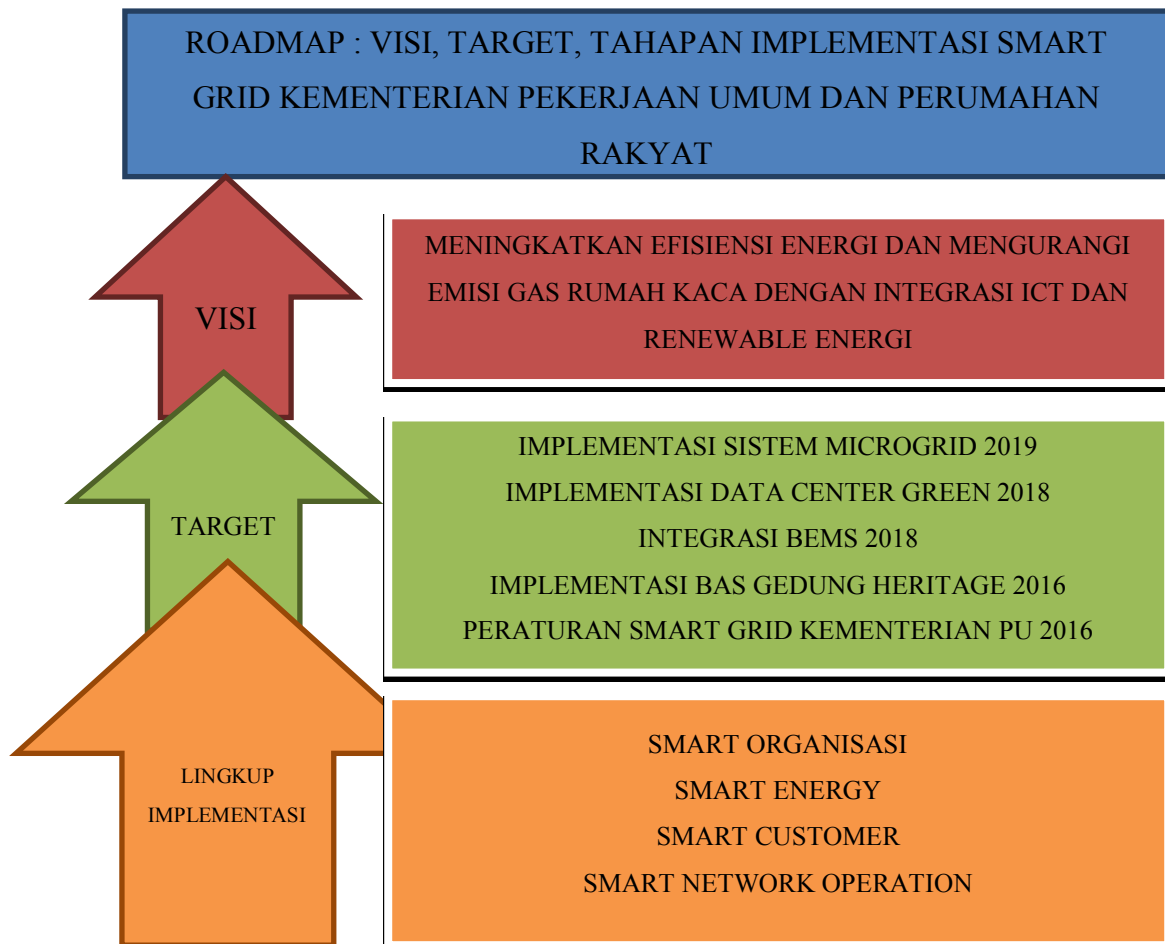 ROADMAP : VISI, TARGET, TAHAPAN IMPLEMENTASI SMART
GRID KEMENTERIAN PEKERJAAN UMUM DAN PERUMAHAN
RAKYAT
VISI
MENINGKATKAN EFISIENSI ENERGI DAN MENGURANGI
EMISI GAS RUMAH KACA DENGAN INTEGRASI ICT DAN
RENEWABLE ENERGI
TARGET
IMPLEMENTASI SISTEM MICROGRID 2019
IMPLEMENTASI DATA CENTER GREEN 2018
INTEGRASI BEMS 2018
IMPLEMENTASI BAS GEDUNG HERITAGE 2016
PERATURAN SMART GRID KEMENTERIAN PU 2016
LINGKUP
IMPLEMENTASI
SMART ORGANISASI
SMART ENERGY
SMART CUSTOMER
SMART NETWORK OPERATION